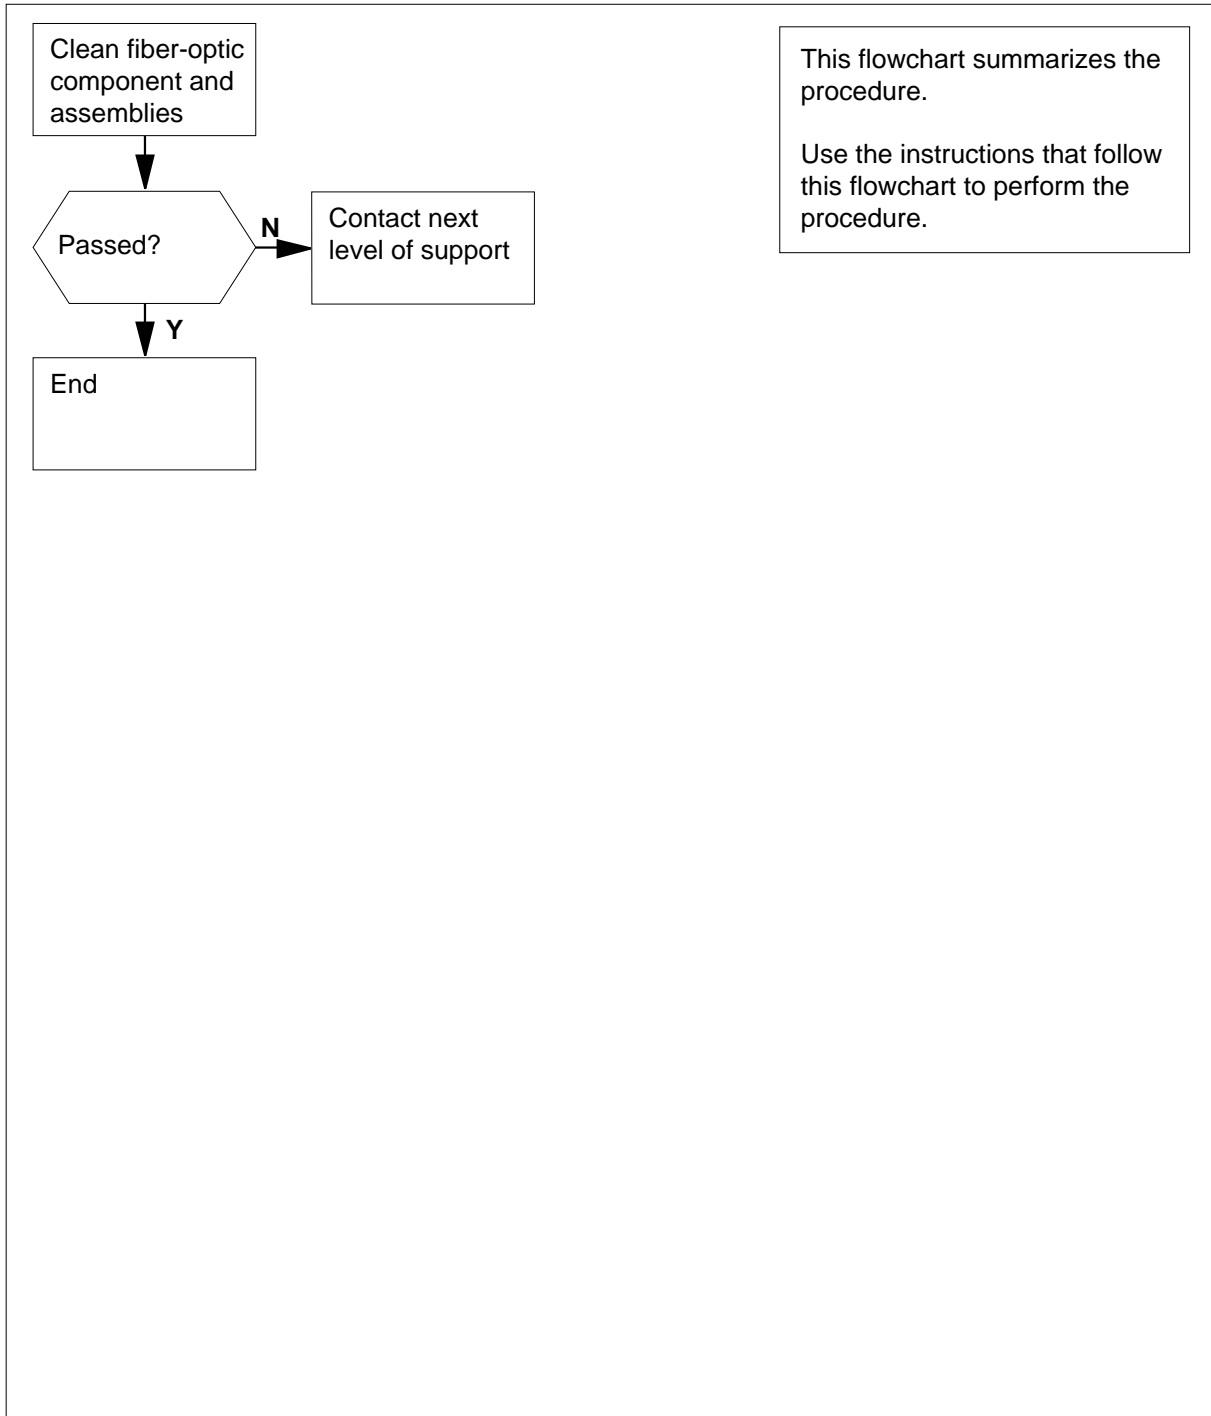 Clean fiber-optic
component and
assemblies
Passed?
N
Contact next
level of support
Y
End
This flowchart summarizes the
procedure.
Use the instructions that follow
this flowchart to perform the
procedure.